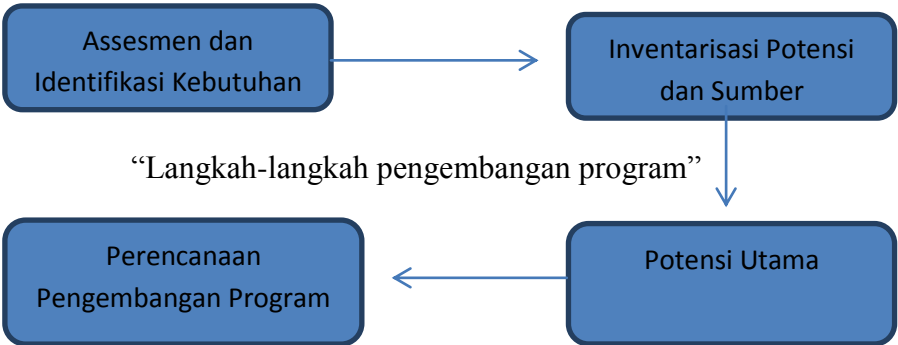 Assesmen dan
Identifikasi Kebutuhan
Inventarisasi Potensi
dan Sumber
“Langkah-langkah pengembangan program”
Perencanaan
Pengembangan Program
Potensi Utama